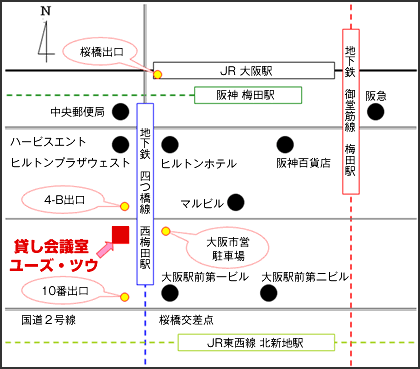 N
桜橋出口
JR 大阪駅
阪神 梅田駅
地下鉄 御堂筋線 梅田駅
阪急
中央郵便局
地下鉄 四つ橋線 西梅田駅
ハービスエント
ヒルトンプラザウェスト
ヒルトンホテル
阪神百貨店
4-B出口
マルビル
貸し会議室
ユーズ・ツウ
大阪市営
駐車場
10番出口
大阪駅前第一ビル
大阪駅前第二ビル
国道２号線
桜橋交差点
JR東西線 北新地駅